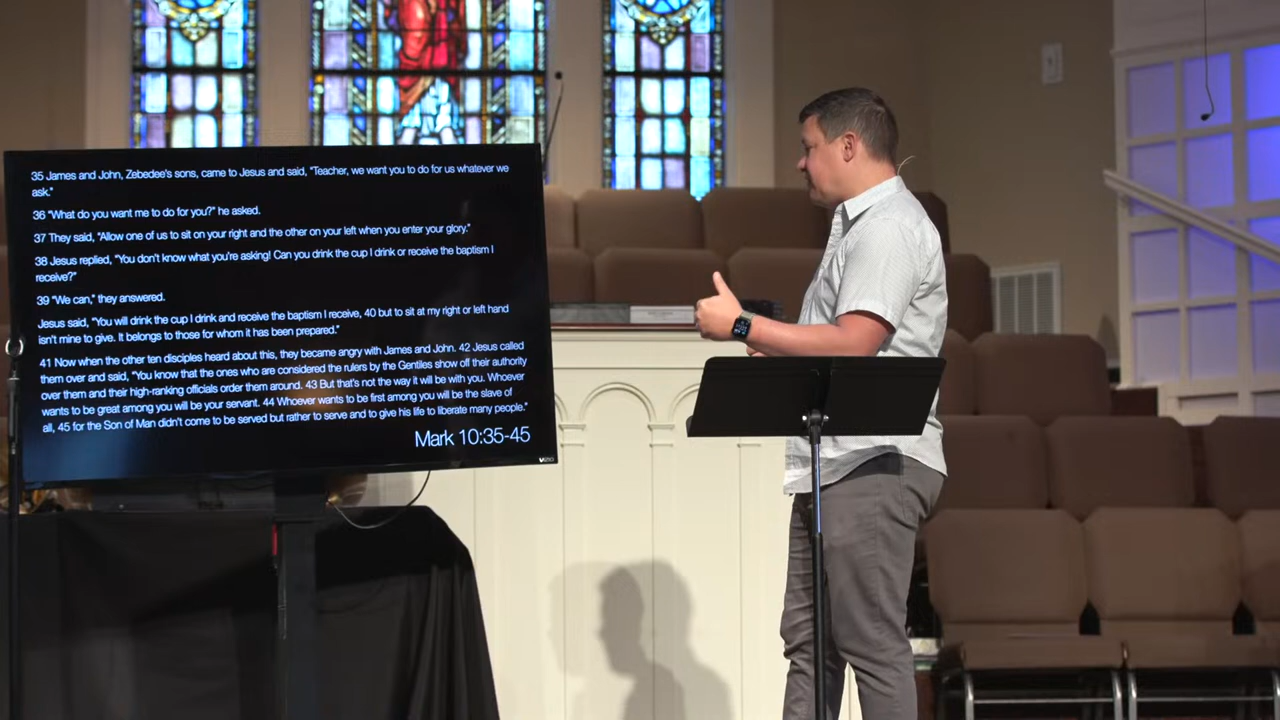 35 James and John, Zebedee's sons, came to Jesus and said, "Teacher, we want you to do for us whatever we
ask."
36 "What do you want me to do for you?" he asked.
37 They said, "Allow one of us to sit on your right and the other on your left when you enter your glory."
38 Jesus replied, "You don't know what you're asking! Can you drink the cup I drink or receive the baptism I
receive?"
39 "We can," they answered.
Jesus said, "You will drink the cup I drink and receive the baptism I receive, 40 but to sit at my right or left hand
isn't mine to give. It belongs to those for whom it has been prepared."
41 Now when the other ten disciples heard about this, they became angry with James and John. 42 Jesus called
them over and said, "You know that the ones who are considered the rulers by the Gentiles show off their authority
over them and their high-ranking officials order them around. 43 But that's not the way it will be with you. Whoever
wants to be great among you will be your servant. 44 Whoever wants to be first among you will be the slave of
all, 45 for the Son of Man didn't come to be served but rather to serve and to give his life to liberate many people."
Mark 10:35-45
VIZIO